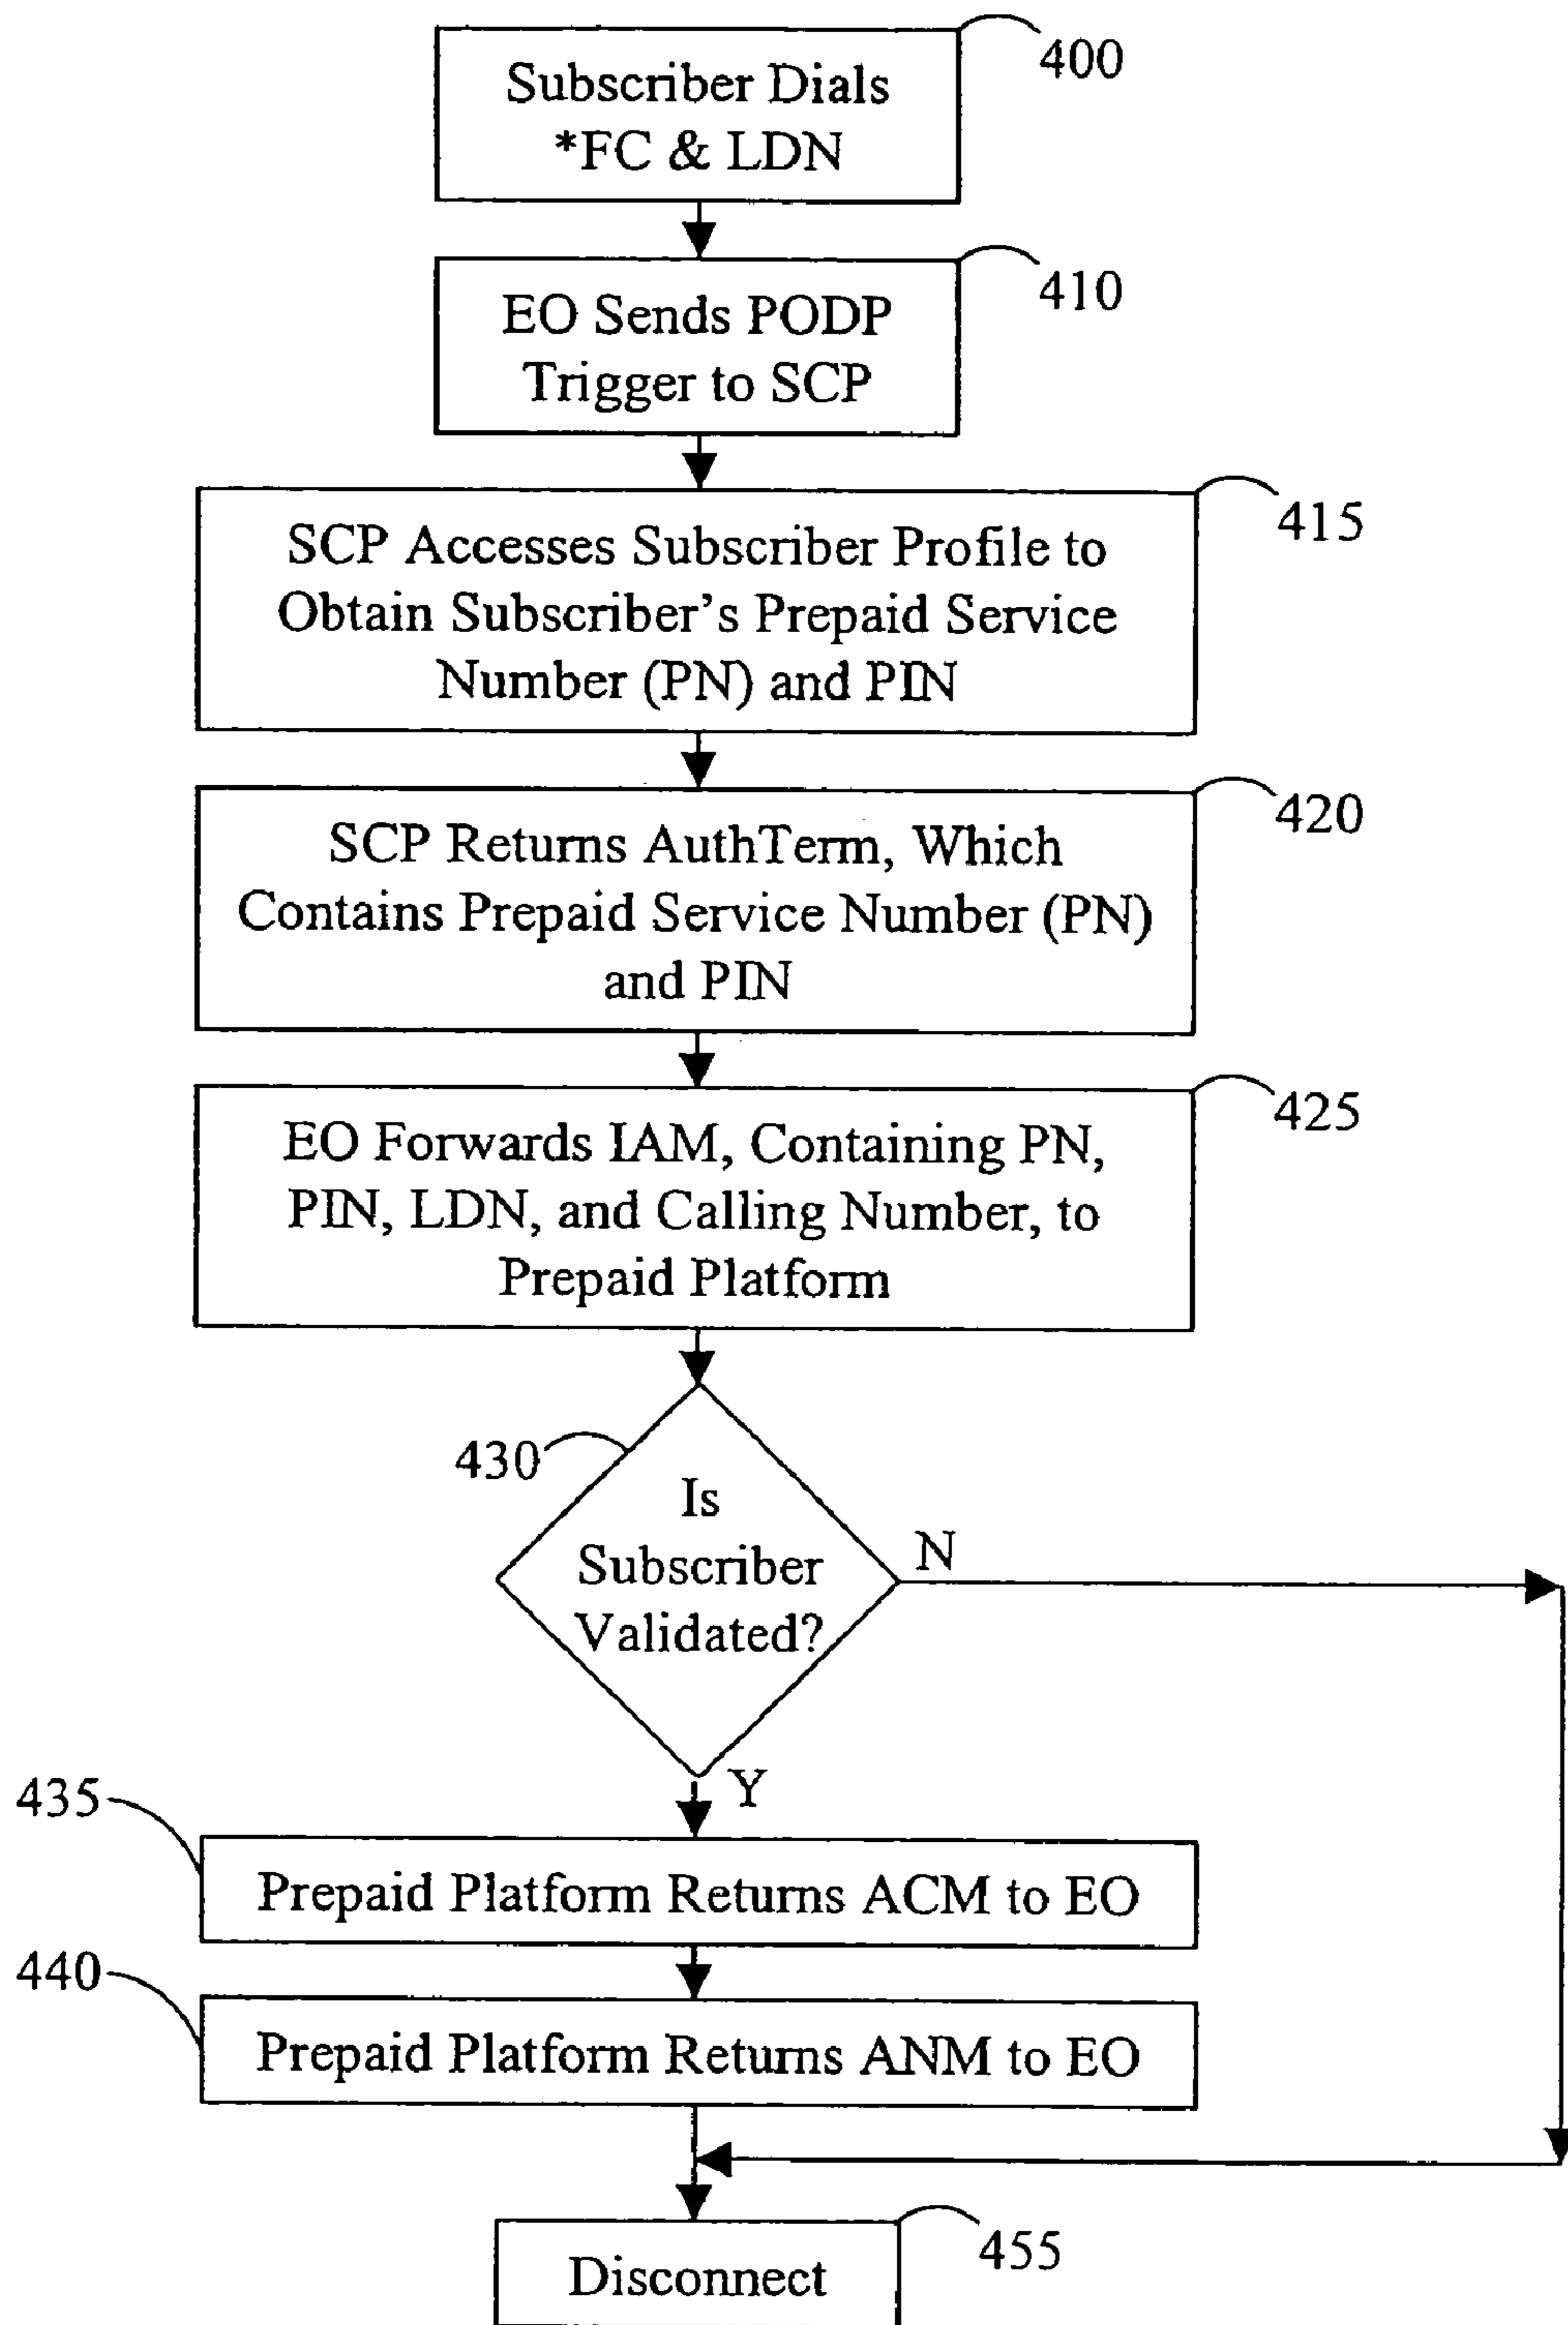 400
Subscriber Dials
*FC & LDN
410
EO Sends PODP
Trigger to SCP
415
SCP Accesses Subscriber Profile to
Obtain Subscriber's Prepaid Service
Number (PN) and PIN
420
SCP Returns AuthTerm, Which
Contains Prepaid Service Number (PN)
and PIN
425
EO Forwards IAM, Containing PN,
PIN, LDN, and Calling Number, to
Prepaid Platform
430
Is
Subscriber
Validated?
N
Y
435
Prepaid Platform Returns ACM to EO
440
Prepaid Platform Returns ANM to EO
455
Disconnect